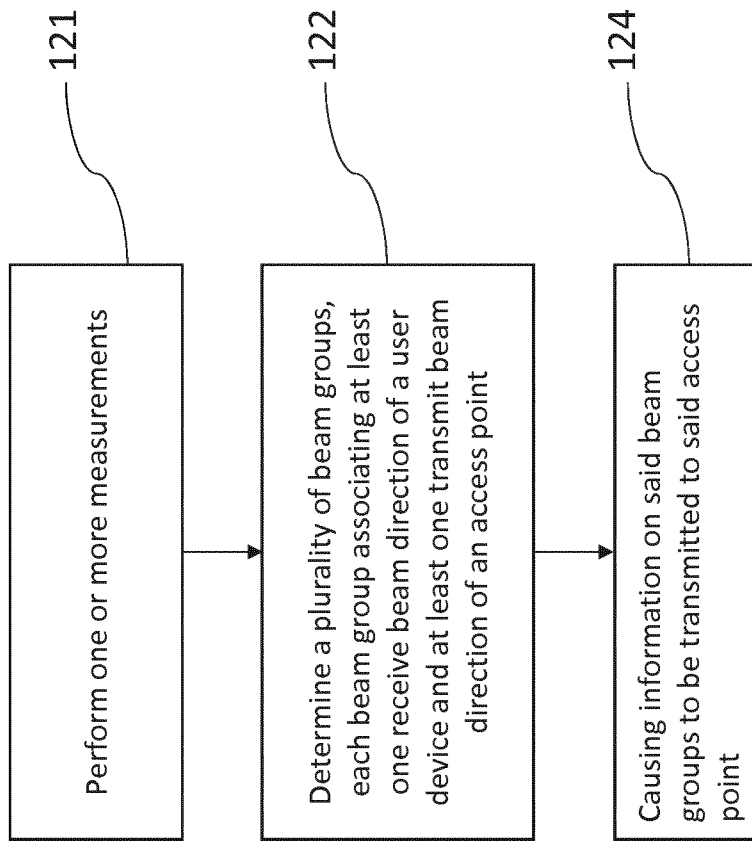 Perform one or more measurements
121
Determine a plurality of beam groups,
each beam group associating at least
one receive beam direction of a user
device and at least one transmit beam
direction of an access point
122
Causing information on said beam
groups to be transmitted to said access
point
124